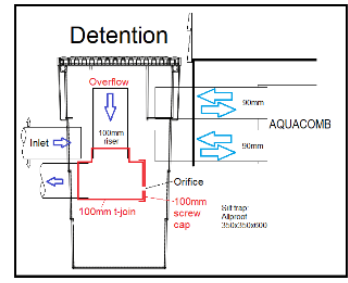 Detention
Overflow
90mm
100mm
riser
AQUACOMB
Inlet
90mm
Orifice
100mm t-join
100mm
screw
cap
Silt trap:
Allproof
350x350x600